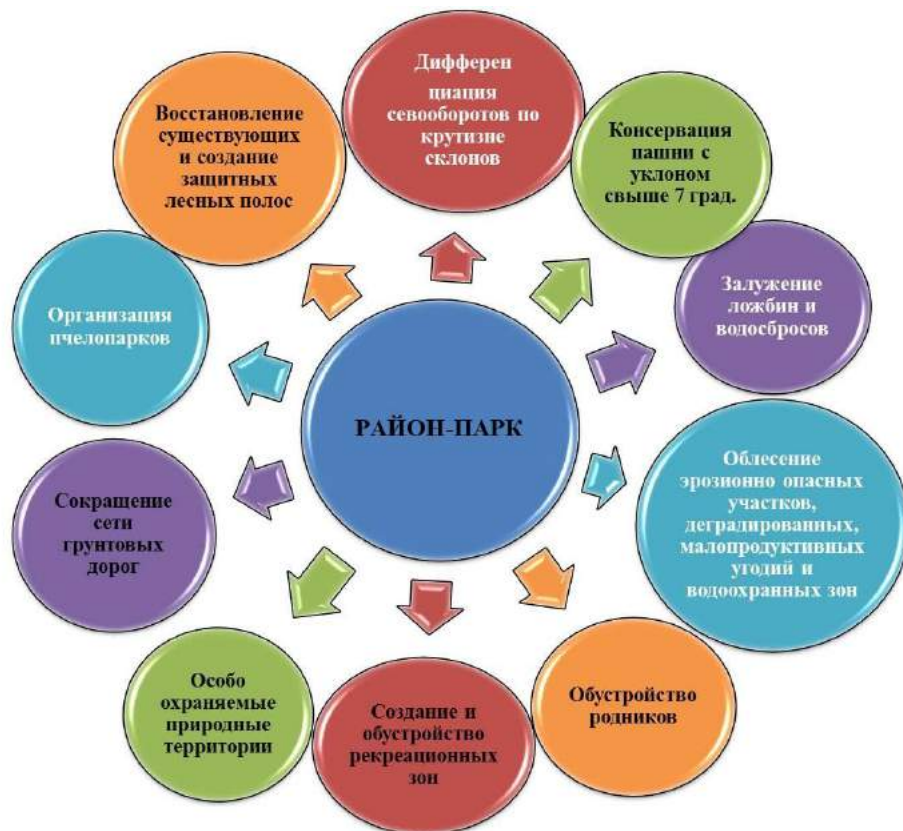 Дифферен
циация
севооборотов по
крутизне
склонов
Консервация
пашни с
уклоном
свыше 7 град.
Залужение
ложбин и
водосбросов
Облесение
эрозионно опасных
участков,
деградированных,
малопродуктивных
угодий и
водоохранных зон
Обустройство
родников
Создание и
обустройство
рекреационных
зон
Особо
охраняемые
природные
территории
Сокращение
сети
грунтовых
дорог
Организация
пчелопарков
Восстановление
существующих
и создание
защитных
лесных полос
РАЙОН-ПАРК